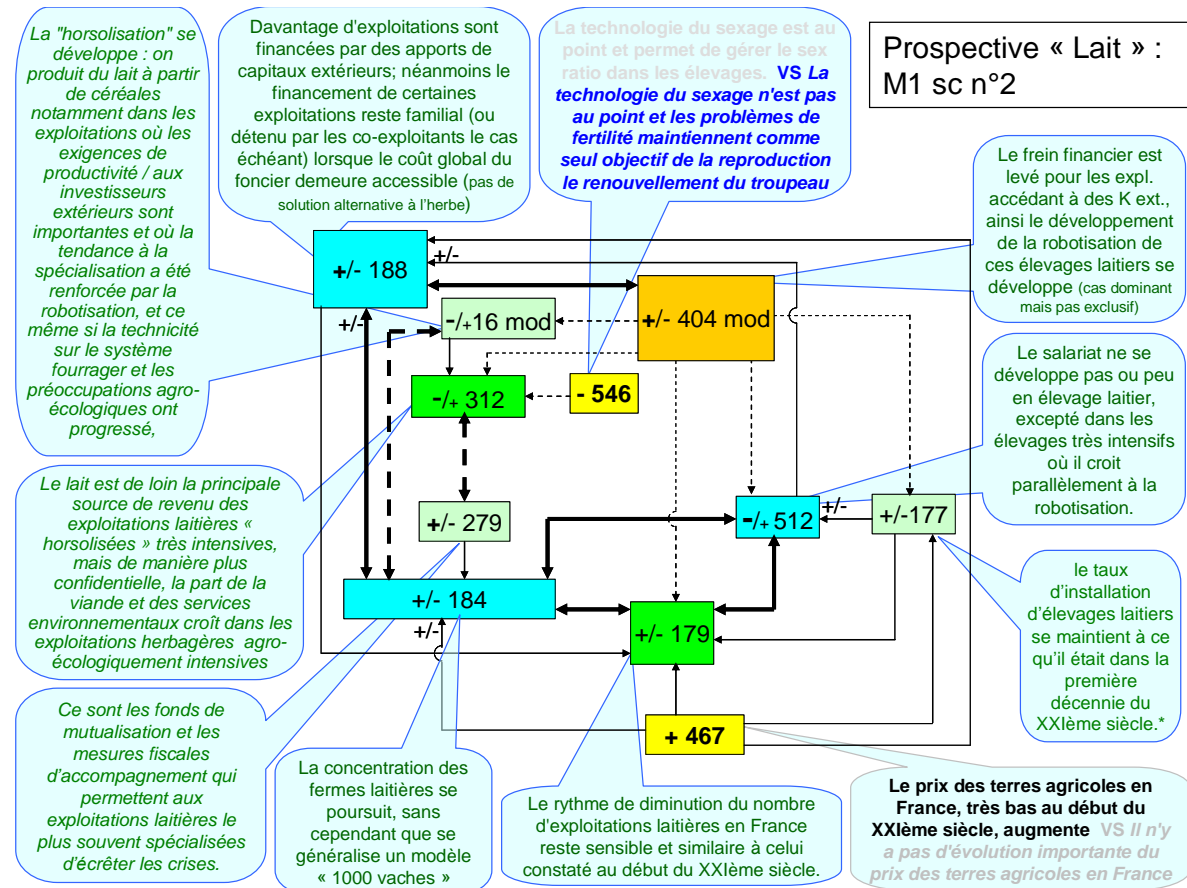 La "horsolisation" se
développe : on
produit du lait à partir
de céréales
notamment dans les
exploitations où les
exigences de
productivité / aux
investisseurs
extérieurs sont
importantes et où la
tendance à la
spécialisation a été
renforcée par la
robotisation, et ce
même si la technicité
sur le système
fourrager et les
préoccupations agro-
écologiques ont
progressé,
Davantage d'exploitations sont
financées par des apports de
capitaux extérieurs; néanmoins le
financement de certaines
exploitations reste familial (ou
détenu par les co-exploitants le cas
échéant) lorsque le coût global du
foncier demeure accessible (pas de
solution alternative à l'herbe)
La technologie du sexage est au
point et permet de gérer le sex
ratio dans les élevages. VS La
technologie du sexage n'est pas
au point et les problèmes de
fertilité maintiennent comme
seul objectif de la reproduction
le renouvellement du troupeau
Prospective « Lait » :
M1 sc n°2
Le frein financier est
levé pour les expl.
accédant à des K ext.,
ainsi le développement
de la robotisation de
ces élevages laitiers se
développe (cas dominant
mais pas exclusif)
+/- 188
+/-
+/-
-/+16 mod
+/- 404 mod
-/+ 312
- 546
Le salariat ne se
développe pas ou peu
en élevage laitier,
excepté dans les
élevages très intensifs
où il croit
parallèlement à la
robotisation.
Le lait est de loin la principale
source de revenu des
exploitations laitières «
horsolisées » très intensives,
mais de manière plus
confidentielle, la part de la
viande et des services
environnementaux croît dans les
exploitations herbagères agro-
écologiquement intensives
+/- 279
-/+ 512
+/-
+/-177
+/- 184
+/-
+/- 179
le taux
d'installation
d'élevages laitiers
se maintient à ce
qu'il était dans la
première
décennie du
XXIème siècle.*
Ce sont les fonds de
mutualisation et les
mesures fiscales
d'accompagnement qui
permettent aux
exploitations laitières le
plus souvent spécialisées
d'écrêter les crises.
+ 467
La concentration des
fermes laitières se
poursuit, sans
cependant que se
généralise un modèle
« 1000 vaches »
Le rythme de diminution du nombre
d'exploitations laitières en France
reste sensible et similaire à celui
constaté au début du XXIème siècle.
Le prix des terres agricoles en
France, très bas au début du
XXIème siècle, augmente VS Il n'y
a pas d'évolution importante du
prix des terres agricoles en France